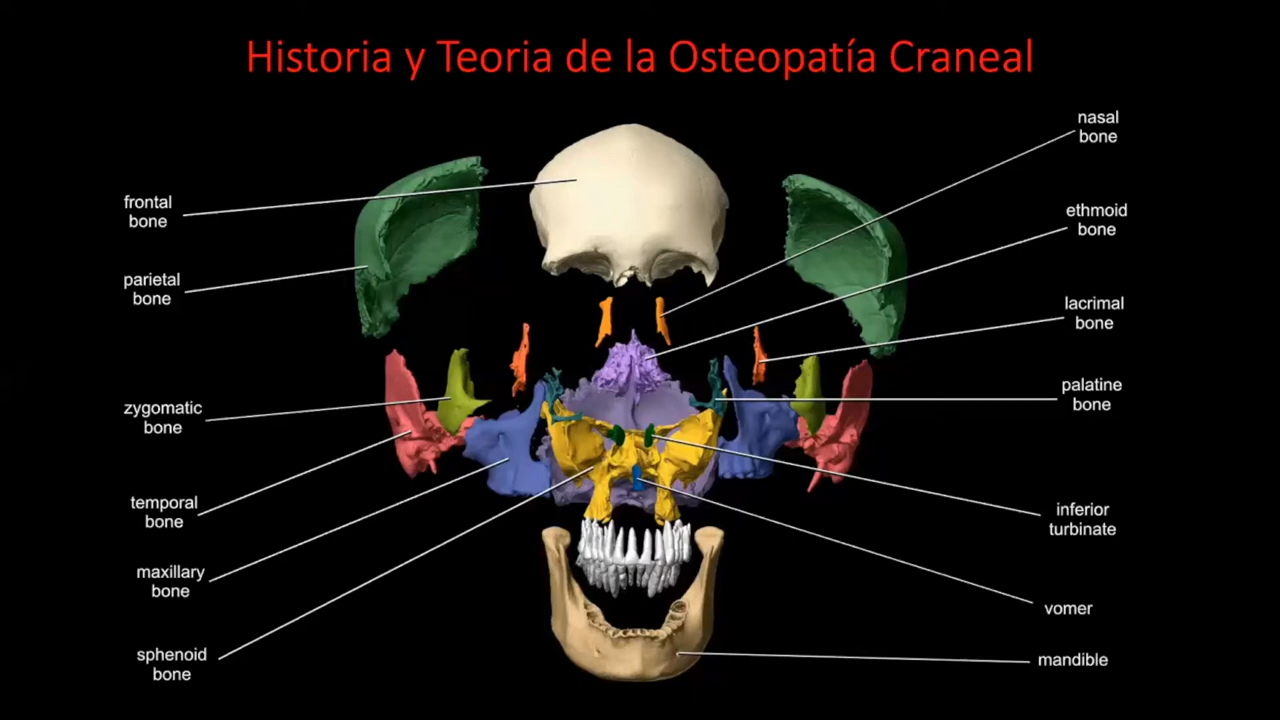 Historia y Teoria de la Osteopatía Craneal
frontal
bone
parietal
bone
zygomatic
bone
temporal
bone
maxillary
bone
sphenoid
bone
nasal
bone
ethmoid
bone
lacrimal
bone
palatine
bone
inferior
turbinate
vomer
mandible